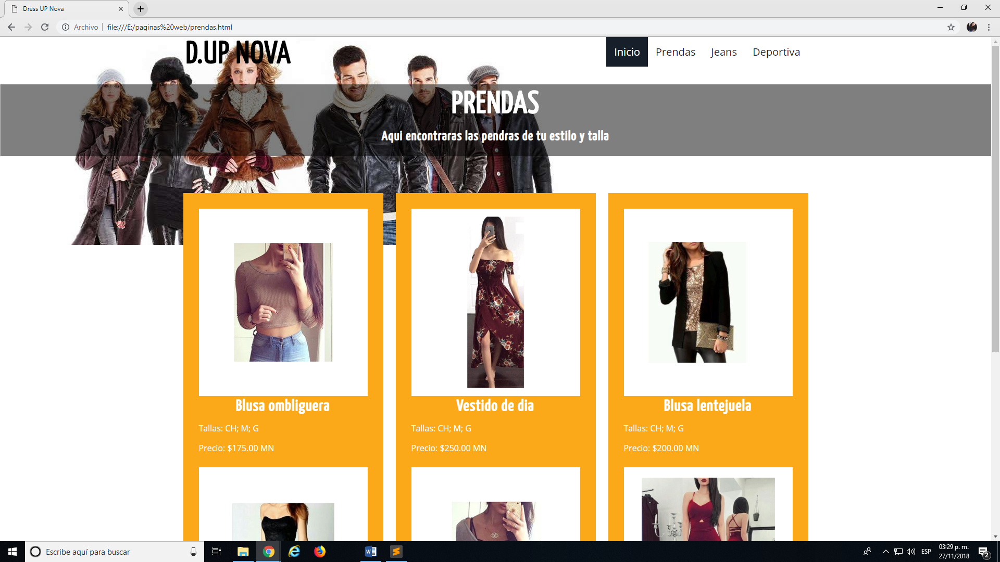 Dress UP Nova
Archivo file:///E:/paginas%20web/prendas.html
D.UP NOVA
Inicio Prendas Jeans Deportiva
PRENDAS
Aqui encontraras las pendras de tu estilo y talla
Blusa ombliguera
Tallas: CH; M; G
Precio: $175.00 MN
Vestido de dia
Tallas: CH; M; G
Precio: $250.00 MN
Blusa lentejuela
Tallas: CH; M; G
Precio: $200.00 MN
Escribe aquí para buscar
ESP
03:29 p. m.
27/11/2018
2